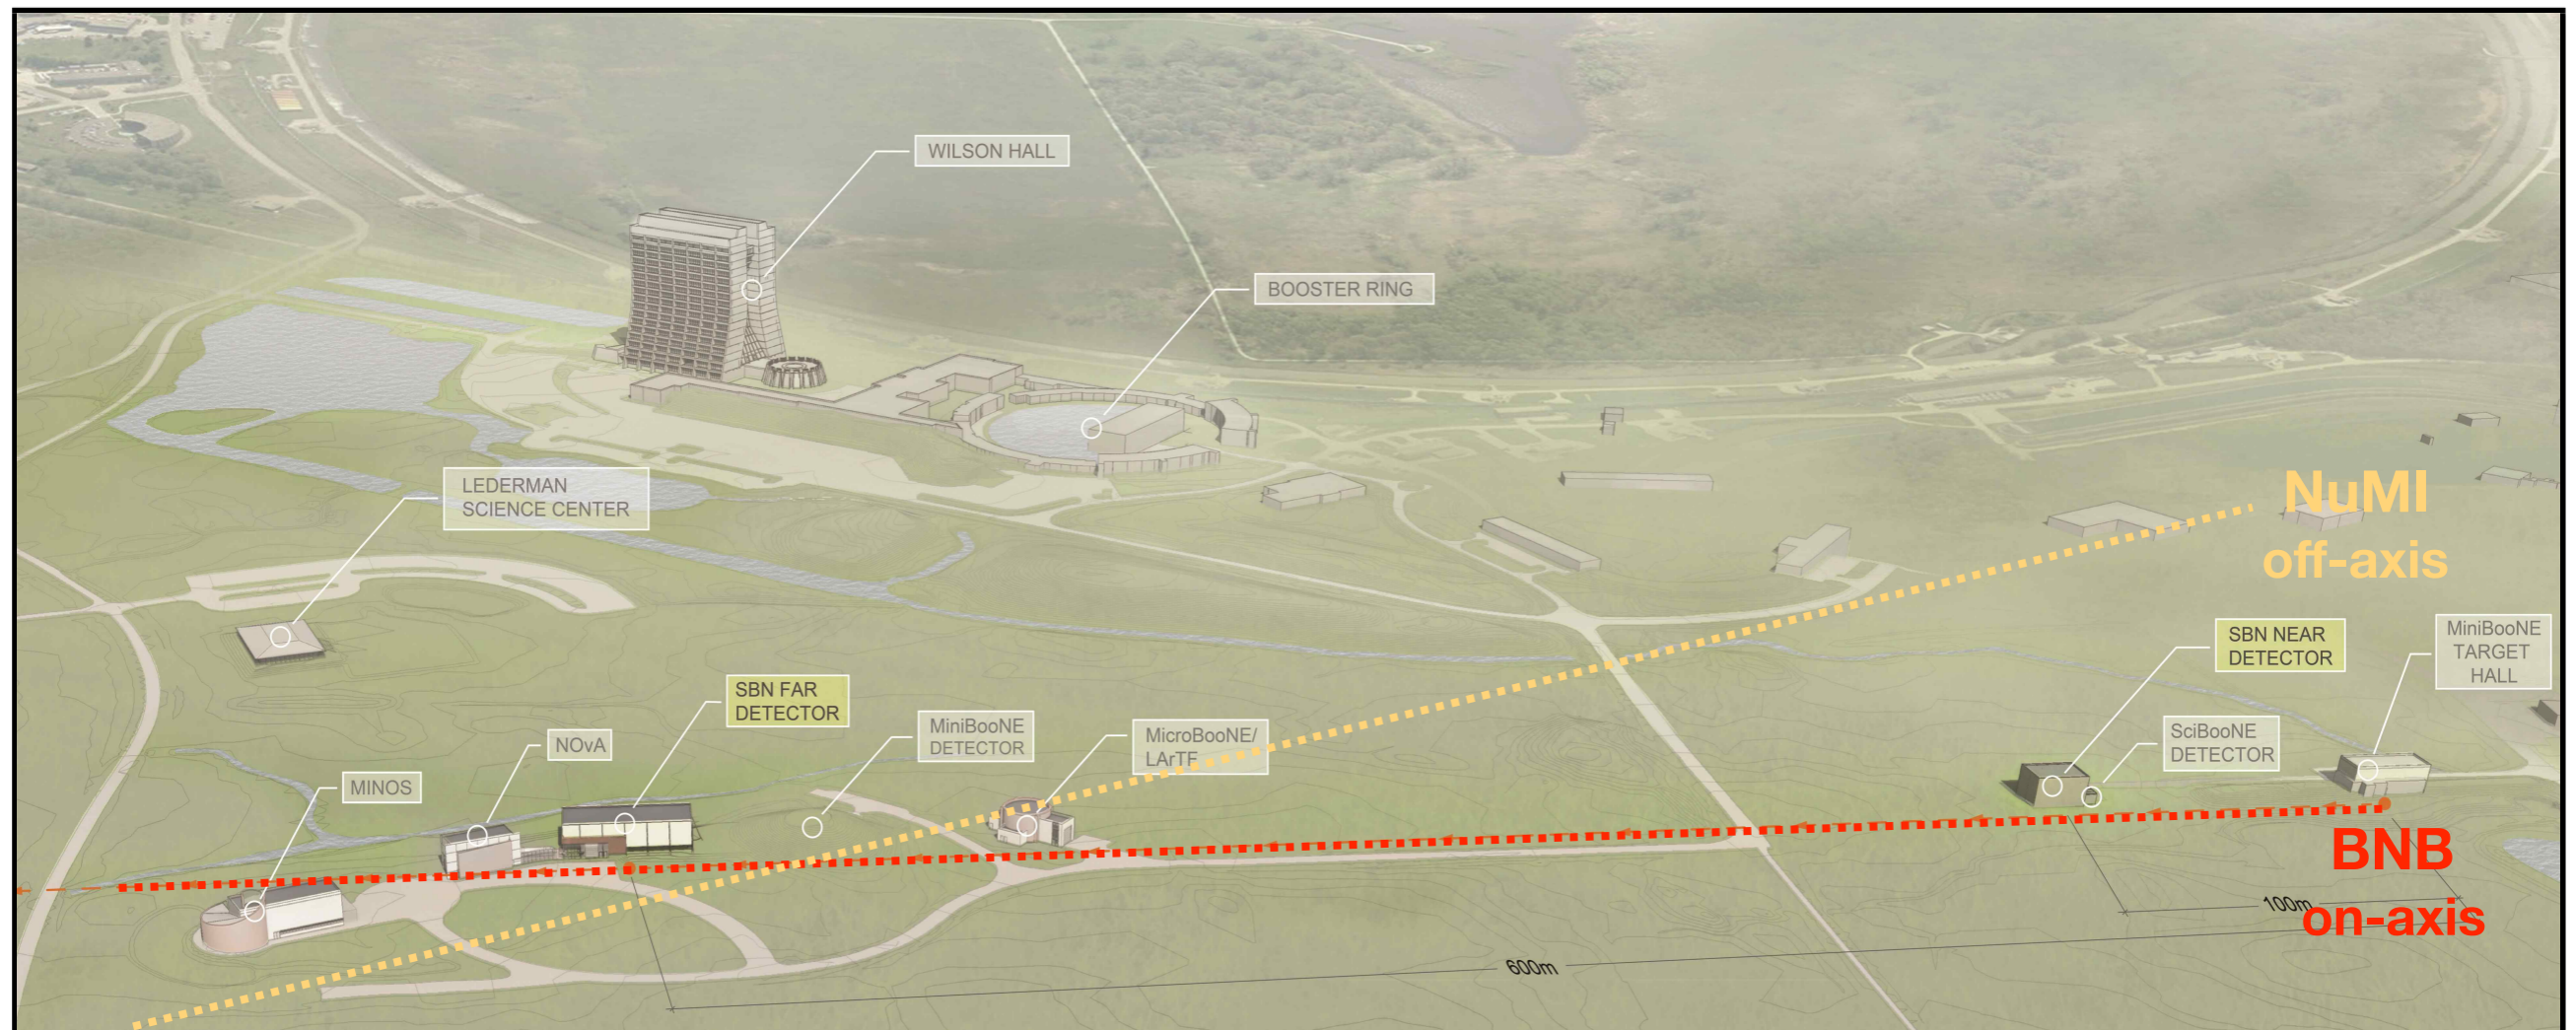 WILSON HALL
BOOSTER RING
LEDERMAN
SCIENCE CENTER
NuMI
off-axis
SBN NEAR
DETECTOR
MiniBooNE
TARGET
HALL
SBN FAR
DETECTOR
MiniBooNE
DETECTOR
MicroBooNE/
LArTF
SciBooNE
DETECTOR
NOvA
MINOS
BNB
on-axis
100m
600m